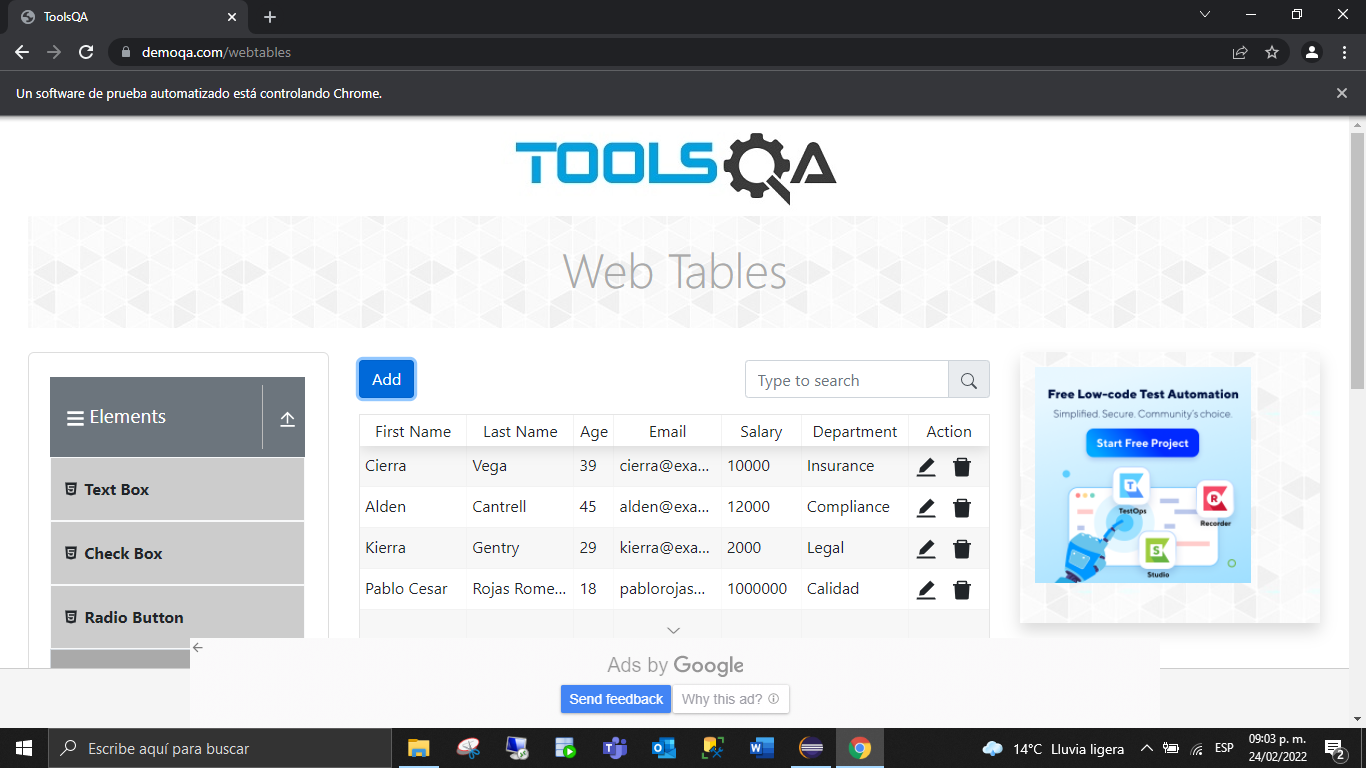 ToolsQA
demoqa.com/webtables
Un software de prueba automatizado está controlando Chrome.
TOOLSQA
Web Tables
Elements
Text Box
Check Box
Radio Button
Add
Type to search
First Name Last Name Age Email Salary Department Action
Cierra Vega 39 cierra@exa... 10000 Insurance
Alden Cantrell 45 alden@exa... 12000 Compliance
Kierra Gentry 29 kierra@exa... 2000 Legal
Pablo Cesar Rojas Rome... 18 pablorojas... 1000000 Calidad
Free Low-code Test Automation
Simplified. Secure. Community's choice.
Start Free Project
TestOps
Recorder
Studio
Ads by Google
Send feedback Why this ad?
Escribe aquí para buscar
14°C Lluvia ligera
ESP
09:03 p. m.
24/02/2022
2